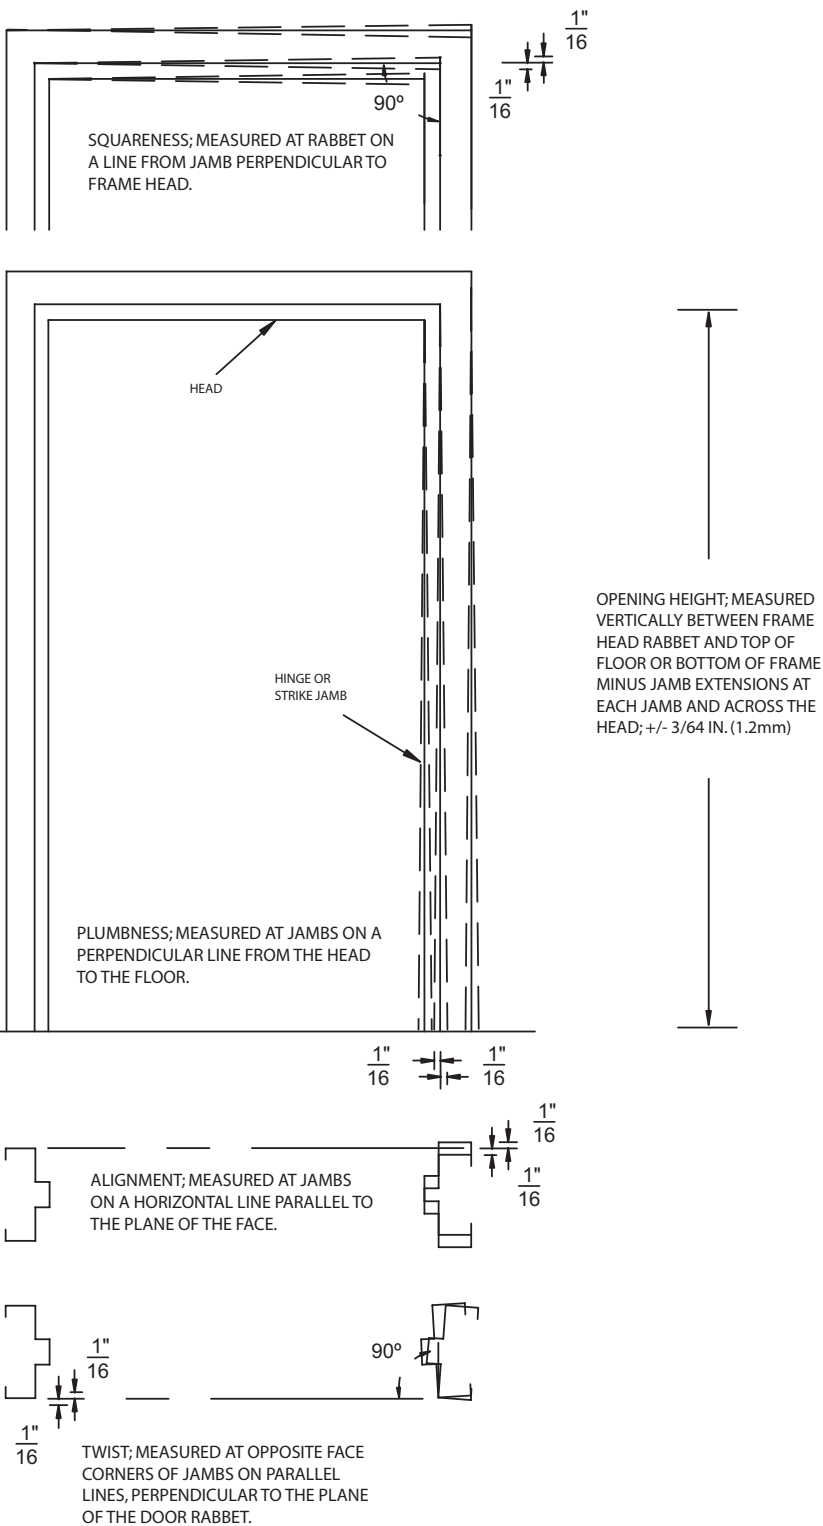 1"
16
1"
16
90º
SQUARENESS; MEASURED AT RABBET ON
A LINE FROM JAMB PERPENDICULAR TO
FRAME HEAD.
HEAD
OPENING HEIGHT; MEASURED
VERTICALLY BETWEEN FRAME
HEAD RABBET AND TOP OF
FLOOR OR BOTTOM OF FRAME
MINUS JAMB EXTENSIONS AT
EACH JAMB AND ACROSS THE
HEAD; +/- 3/64 IN. (1.2mm)
HINGE OR
STRIKE JAMB
PLUMBNESS; MEASURED AT JAMBS ON A
PERPENDICULAR LINE FROM THE HEAD
TO THE FLOOR.
1"
16
1"
16
1"
16
1"
16
ALIGNMENT; MEASURED AT JAMBS
ON A HORIZONTAL LINE PARALLEL TO
THE PLANE OF THE FACE.
1"
16
90º
1"
16
TWIST; MEASURED AT OPPOSITE FACE
CORNERS OF JAMBS ON PARALLEL
LINES, PERPENDICULAR TO THE PLANE
OF THE DOOR RABBET.